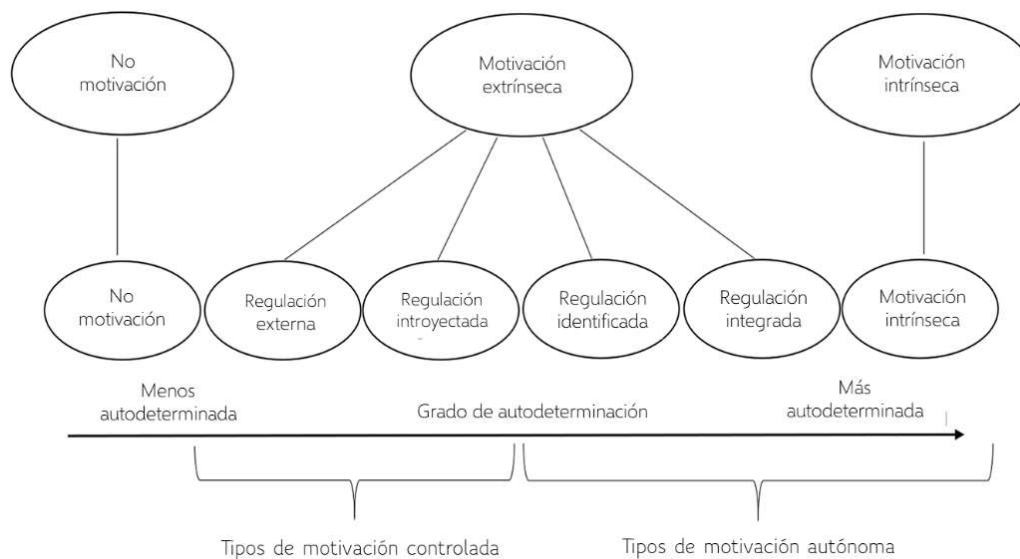 No
motivación
Motivación
extrínseca
Motivación
intrínseca
No
motivación
Regulación
externa
Regulación
introyectada
Regulación
identificada
Regulación
integrada
Motivación
intrínseca
Menos
autodeterminada
Grado de autodeterminación
Más
autodeterminada
Tipos de motivación controlada
Tipos de motivación autónoma